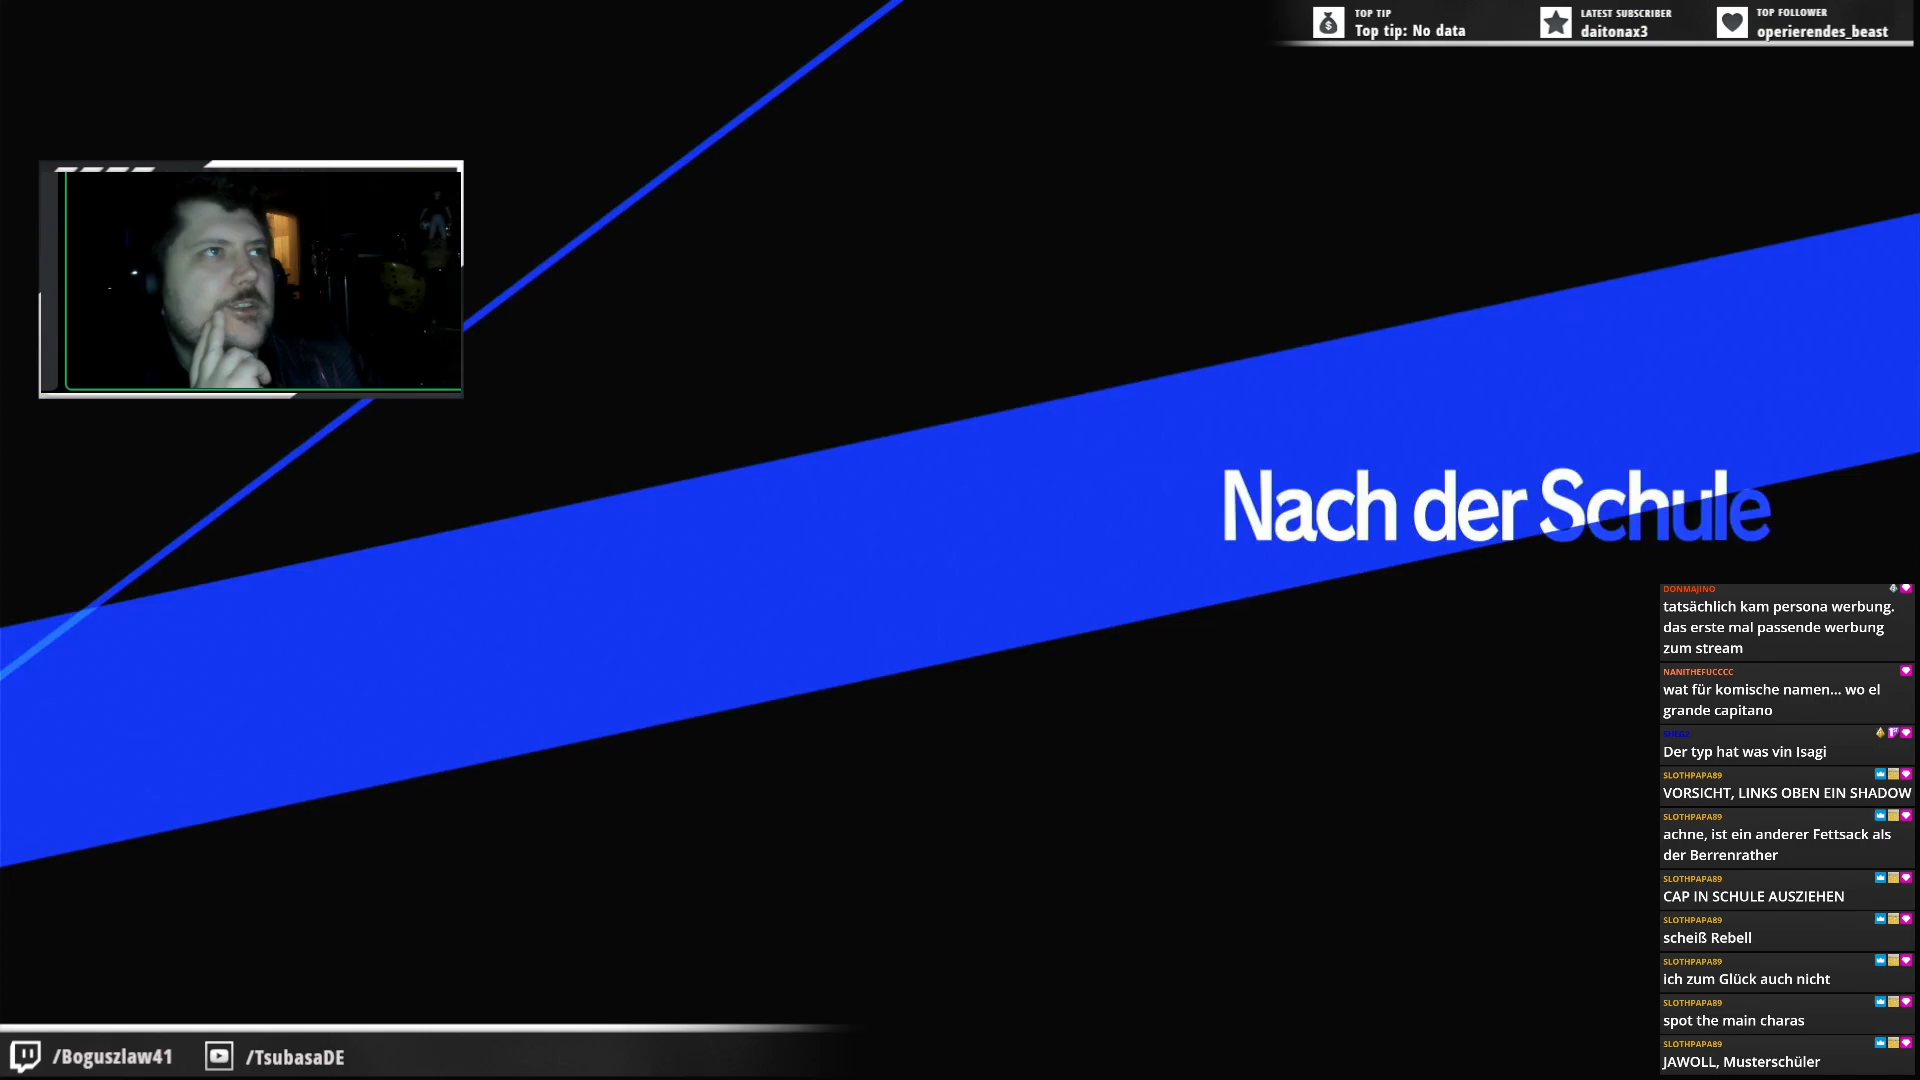 TOP TIP
Top tip: No data
LATEST SUBSCRIBER
daitonax3
TOP FOLLOWER
operierendes_beast
Nach der Schule
DONMAJINO
tatsächlich kam persona werbung.
das erste mal passende werbung
zum stream
NANITHEFUCCCC
wat für komische namen... wo el
grande capitano
Der typ hat was vin Isagi
SLOTHPAPA89
VORSICHT, LINKS OBEN EIN SHADOW
SLOTHPAPA89
achne, ist ein anderer Fettsack als
der Berrenrather
SLOTHPAPA89
CAP IN SCHULE AUSZIEHEN
SLOTHPAPA89
scheiß Rebell
SLOTHPAPA89
ich zum Glück auch nicht
SLOTHPAPA89
spot the main charas
SLOTHPAPA89
JAWOLL, Musterschüler
/Boguszlaw41
/TsubasaDE